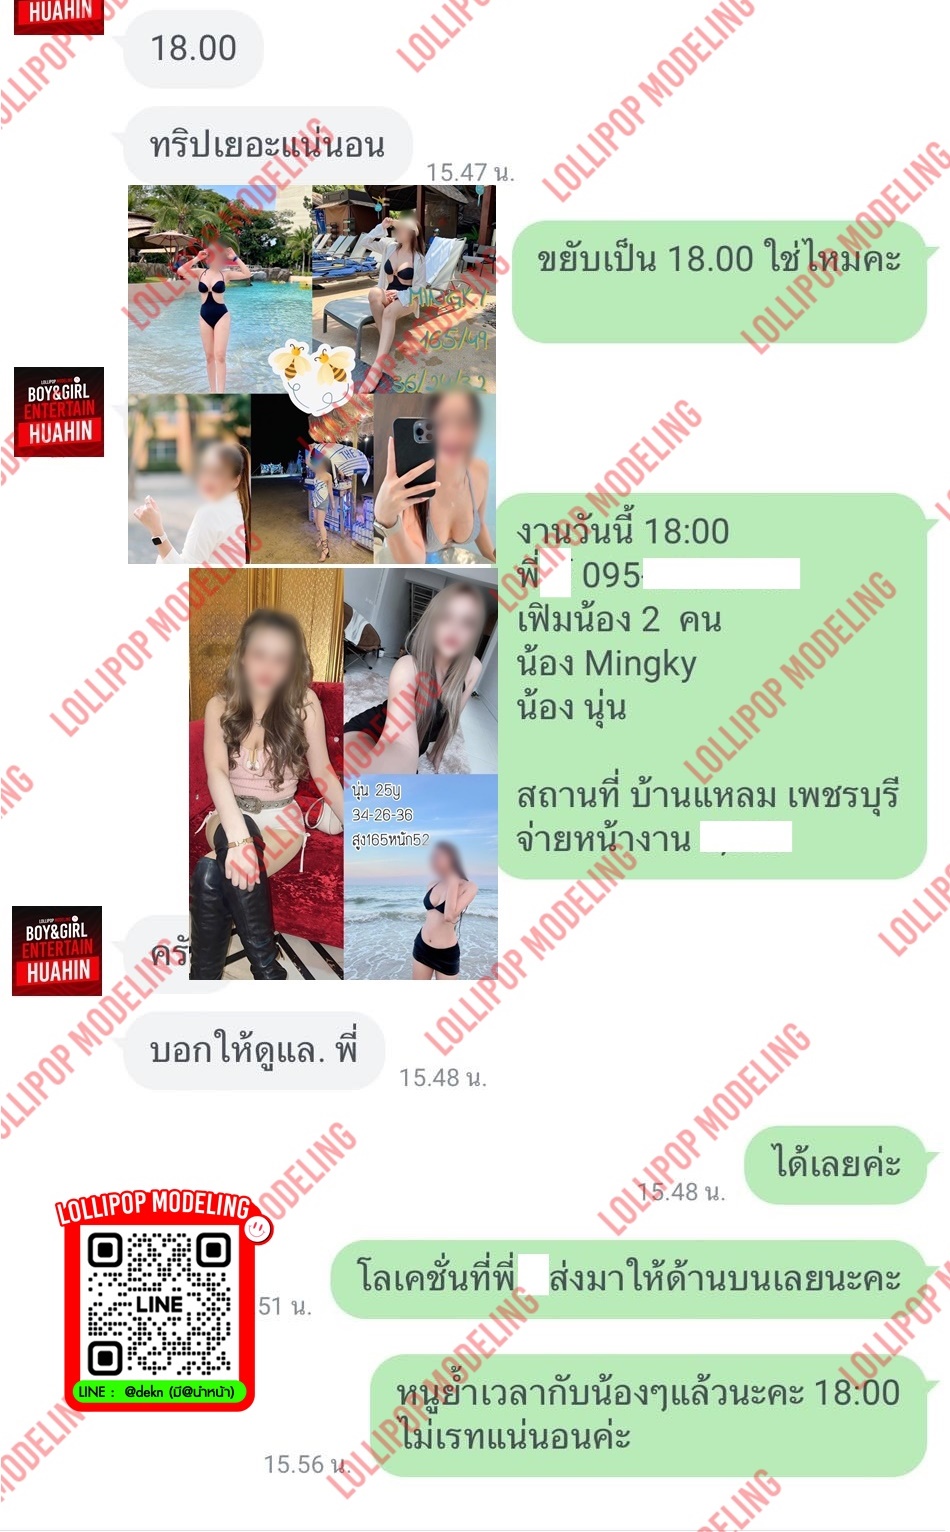 HUAHIN
18.00
ทริปเยอะแน่นอน
15.47 น.
ขยับเป็น 18.00 ใช่ไหมคะ
MINGKY
165/49
36/24/32
BOY&GIRL
ENTERTAIN
HUAHIN
งานวันนี้ 18:00
พี่ 095-
เฟิมน้อง 2 คน
น้อง Mingky
น้อง นุ่น
สถานที่ บ้านแหลม เพชรบุรี
จ่ายหน้างาน
นุ่น 25y
34-26-36
สูง165หนัก52
LOLLIPOP MODELING
BOY&GIRL
ENTERTAIN
HUAHIN
ครั
บอกให้ดูแล. พี่
15.48 น.
ได้เลยค่ะ
15.48 น.
LOLLIPOP MODELING
LINE
LINE : @dekn (มี@นำหน้า)
โลเคชั่นที่พี่ ส่งมาให้ด้านบนเลยนะคะ
51 น.
หนูย้ำเวลากับน้องๆแล้วนะคะ 18:00
ไม่เรทแน่นอนค่ะ
15.56 น.